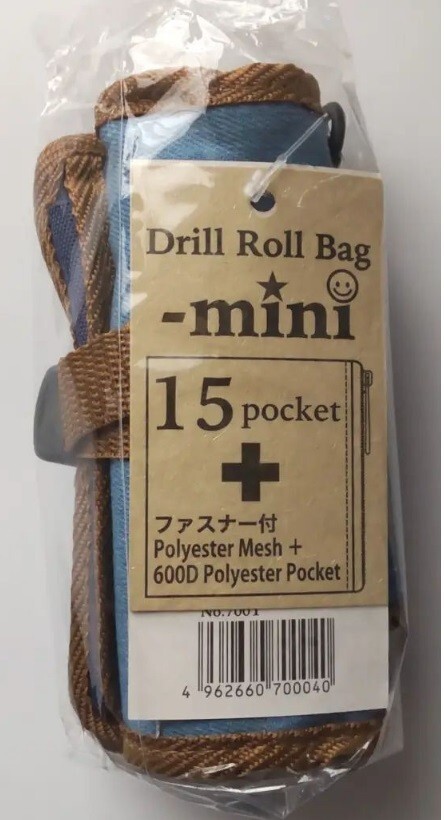 Drill Roll Bag
-mini
15 pocket
+
ファスナー付
Polyester Mesh +
600D Polyester Pocket
4 962660 700040